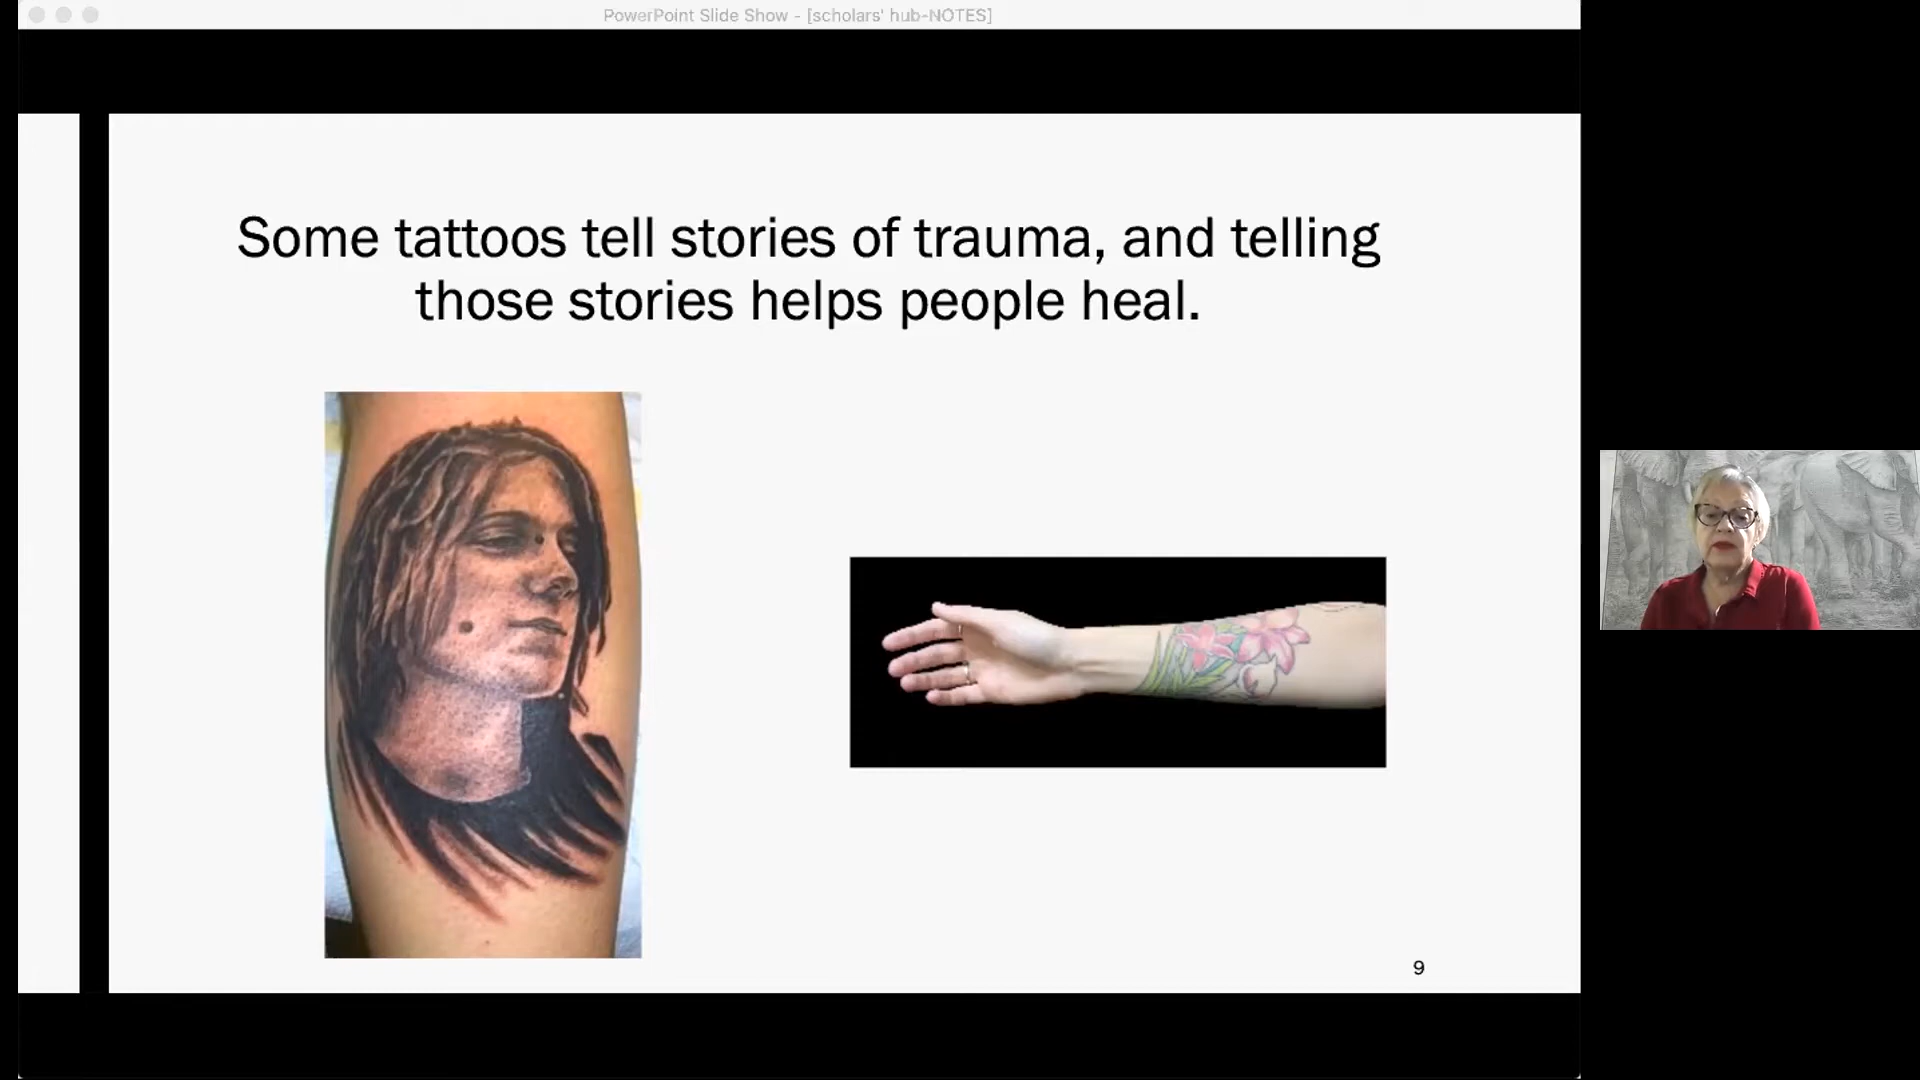 PowerPoint Slide Show - [scholars' hub-NOTES]
Some tattoos tell stories of trauma, and telling
those stories helps people heal.
9